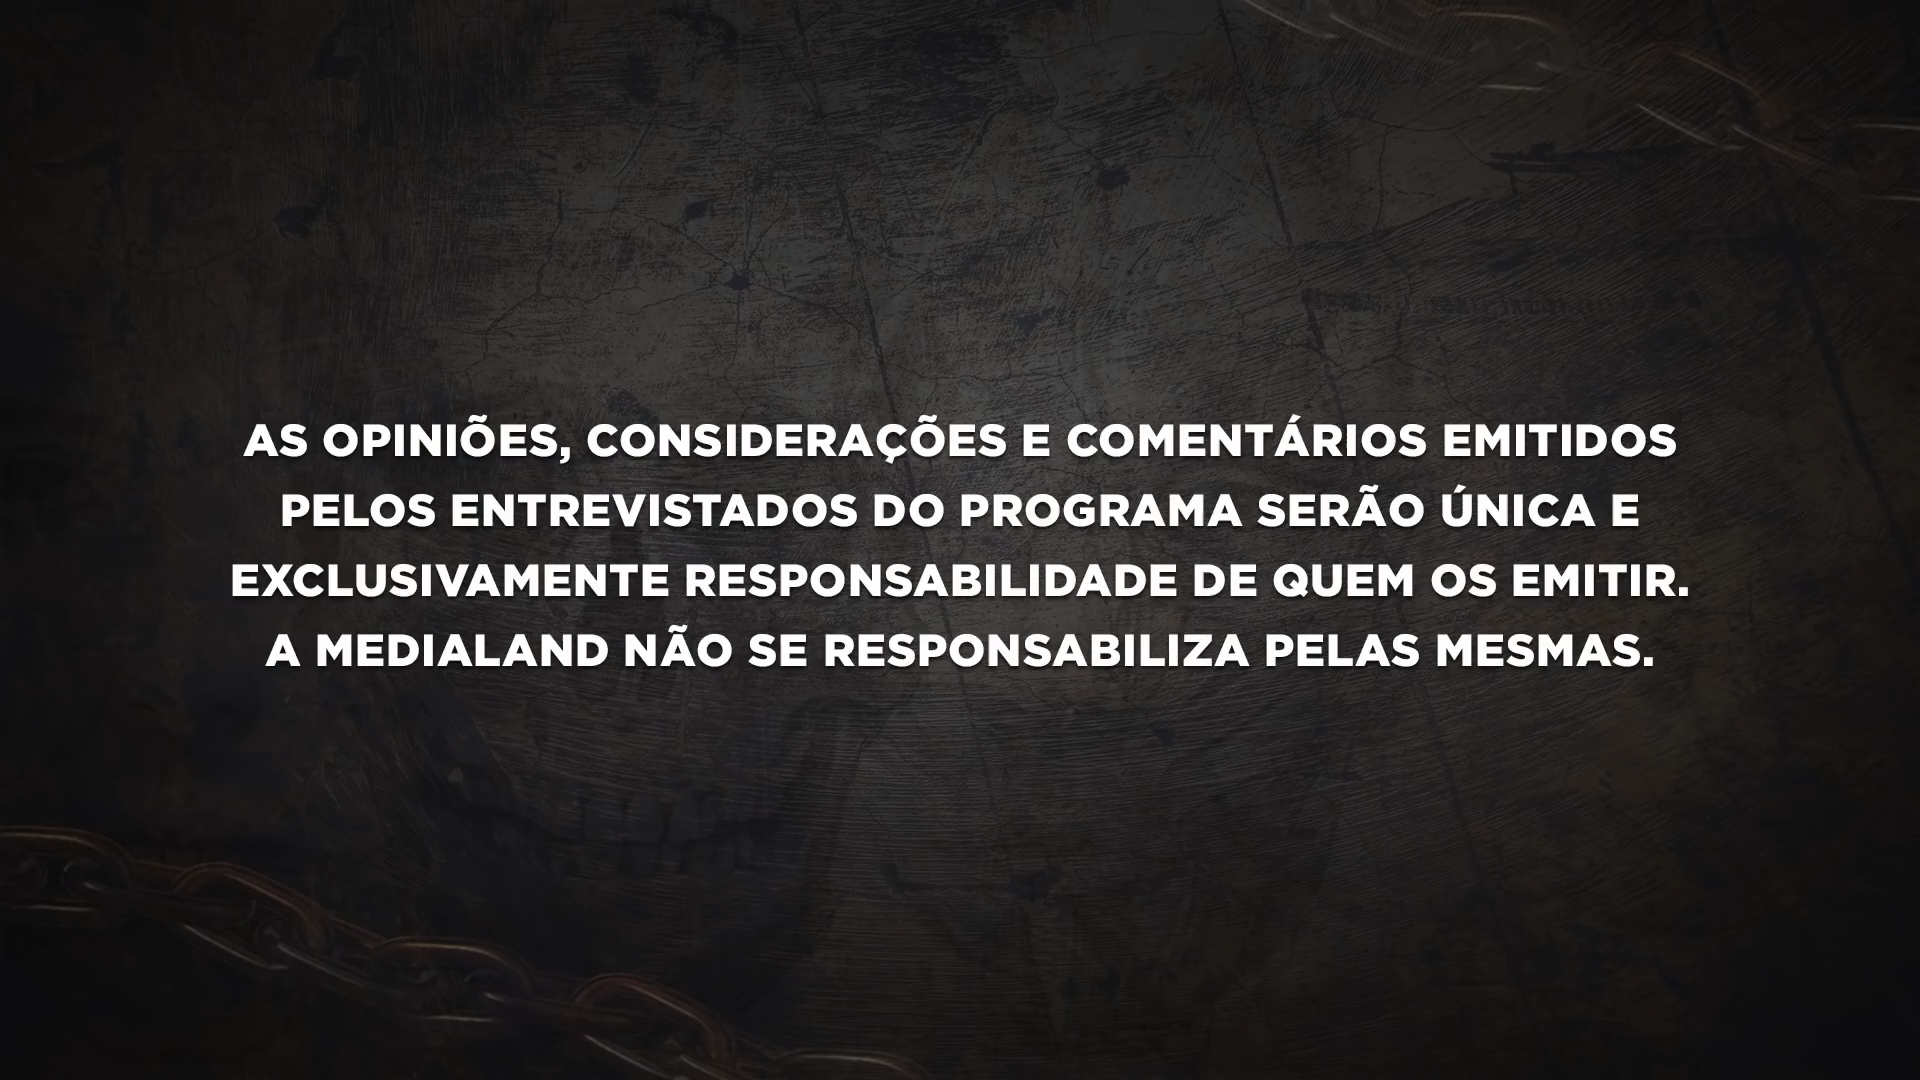 AS OPINIÕES, CONSIDERAÇÕES E COMENTÁRIOS EMITIDOS
PELOS ENTREVISTADOS DO PROGRAMA SERÃO ÚNICA E
EXCLUSIVAMENTE RESPONSABILIDADE DE QUEM OS EMITIR.
A MEDIALAND NÃO SE RESPONSABILIZA PELAS MESMAS.